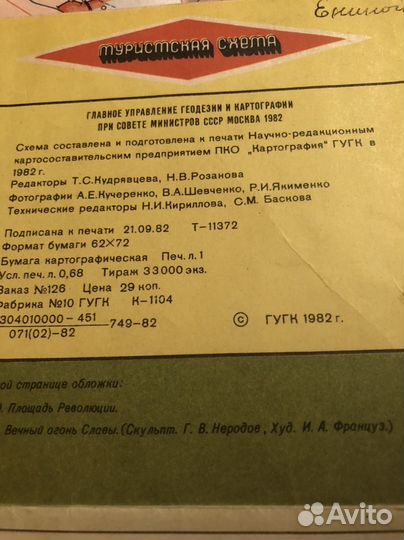 Ениной
ТУРИСТСКАЯ СХЕМА
ГЛАВНОЕ УПРАВЛЕНИЕ ГЕОДЕЗИИ И КАРТОГРАФИИ
ПРИ СОВЕТЕ МИНИСТРОВ СССР МОСКВА 1982
Схема составлена и подготовлена к печати Научно-редакционным
картосоставительским предприятием ПКО „Картография" ГУГК в
1982 г.
Редакторы Т.С.Кудрявцева, Н.В.Розанова
Фотографии А.Е.Кучеренко, В.А.Шевченко, Р.И.Якименко
Технические редакторы Н.И.Кириллова, С.М. Баскова
Подписана к печати 21.09.82 Т-11372
Формат бумаги 62×72
Бумага картографическая Печ.л.1
Усл. печ.л. 0,68 Тираж 33000 экз.
Заказ №126 Цена 29 коп.
Фабрика №10 ГУГК К-1104
304010000-451
071(02)-82 749-82
© ГУГК 1982 г.
ой странице обложки:
Площадь Революции.
Вечный огонь Славы. (Скульпт. Г. В. Неродов, Худ. И. А. Француз.)
Avito